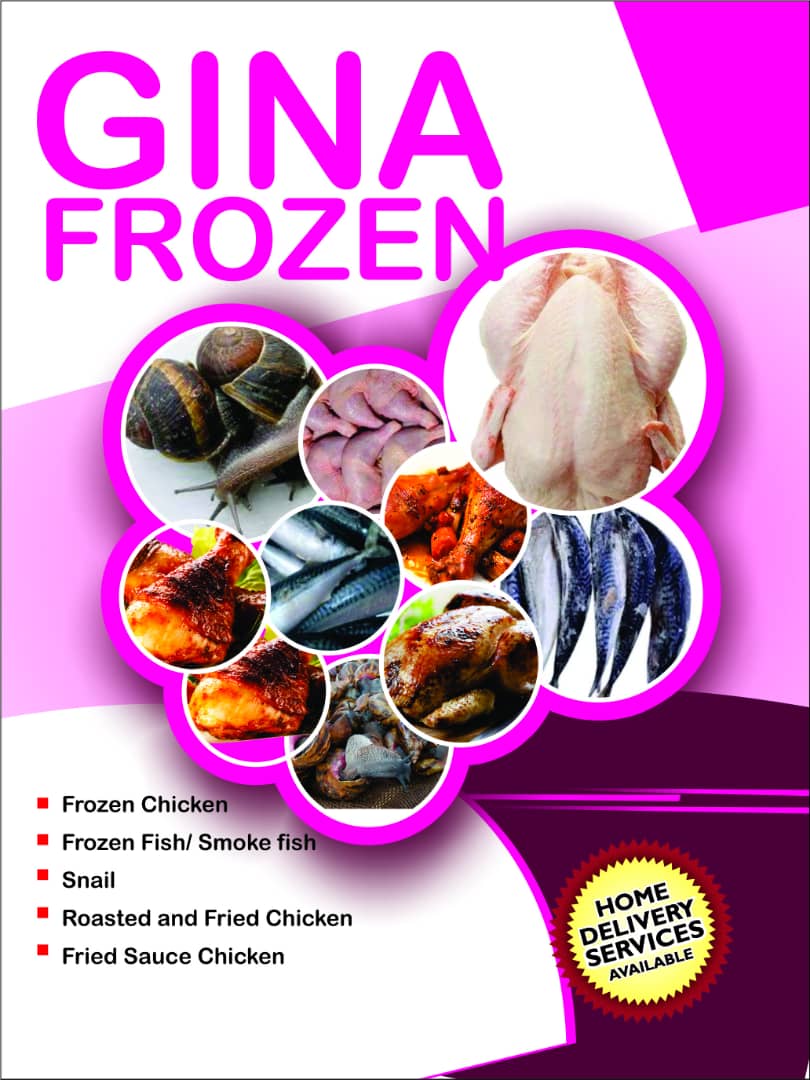 GINA
FROZEN
Frozen Chicken
Frozen Fish/ Smoke fish
Snail
Roasted and Fried Chicken
Fried Sauce Chicken
HOME
DELIVERY
SERVICES
AVAILABLE